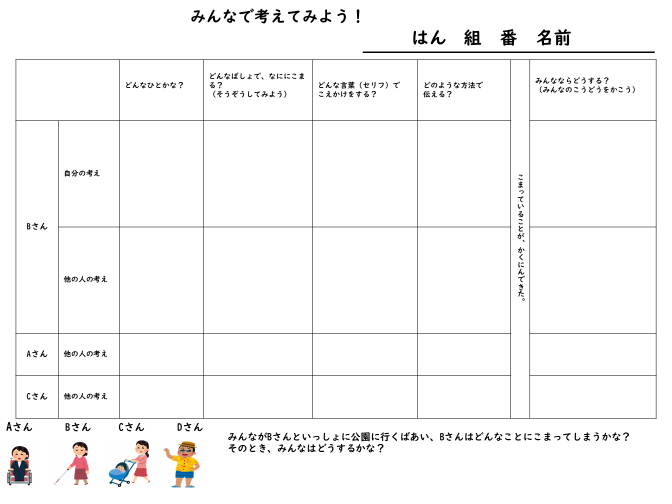 みんなで考えてみよう！
はん　組　番　名前
どんなひとかな？
どんなばしょで、なににこま
る？
（そうぞうしてみよう）
どんな言葉（セリフ）で
こえかけをする？
どのような方法で
伝える？
みんなならどうする？
（みんなのこうどうをかこう）
Bさん
自分の考え
他の人の考え
こまっていることが、かくにんできた。
Aさん
他の人の考え
Cさん
他の人の考え
Aさん
Bさん
Cさん
Dさん
みんながBさんといっしょに公園に行くばあい、Bさんはどんなことにこまってしまうかな？
そのとき、みんなはどうするかな？